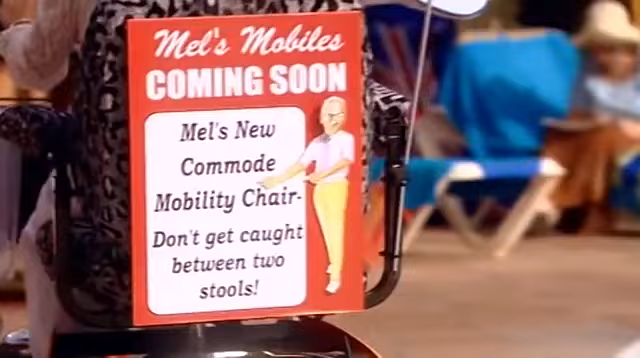 Mel's Mobiles
COMING SOON
Mel's New
Commode
Mobility Chair-
Don't get caught
between two
stools!